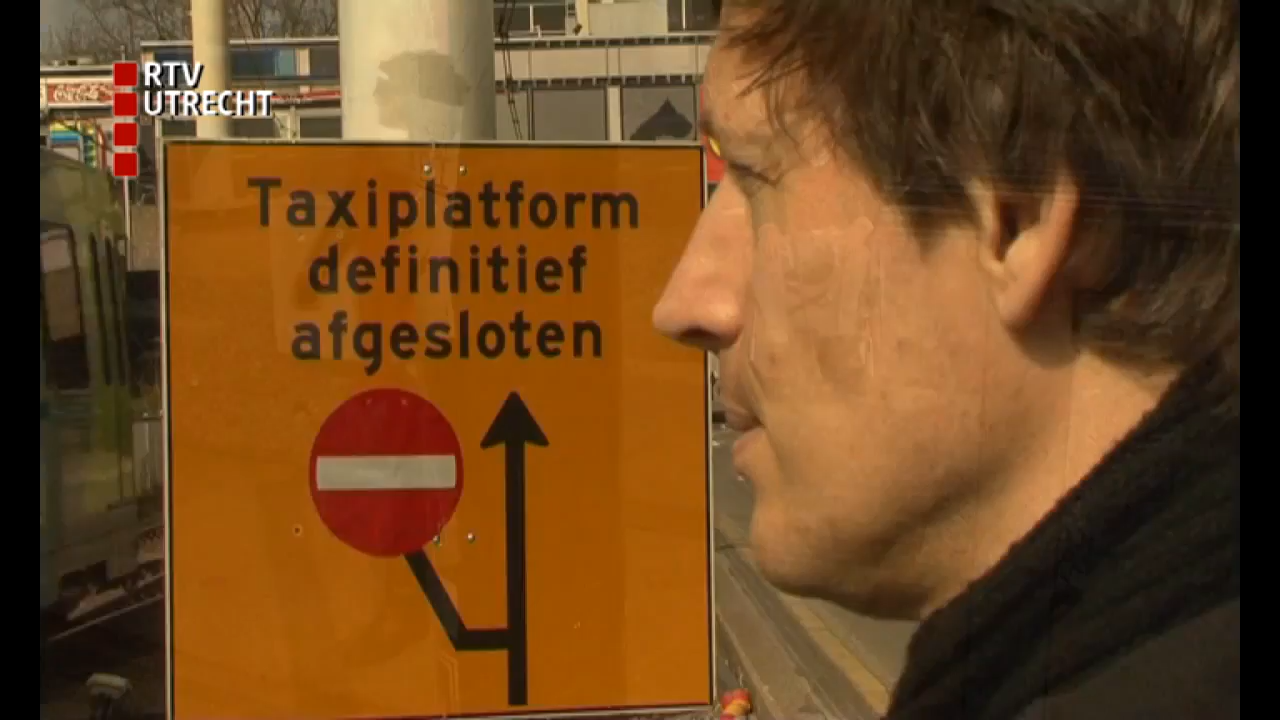 RTV
UTRECHT
Taxiplatform
definitief
afgesloten